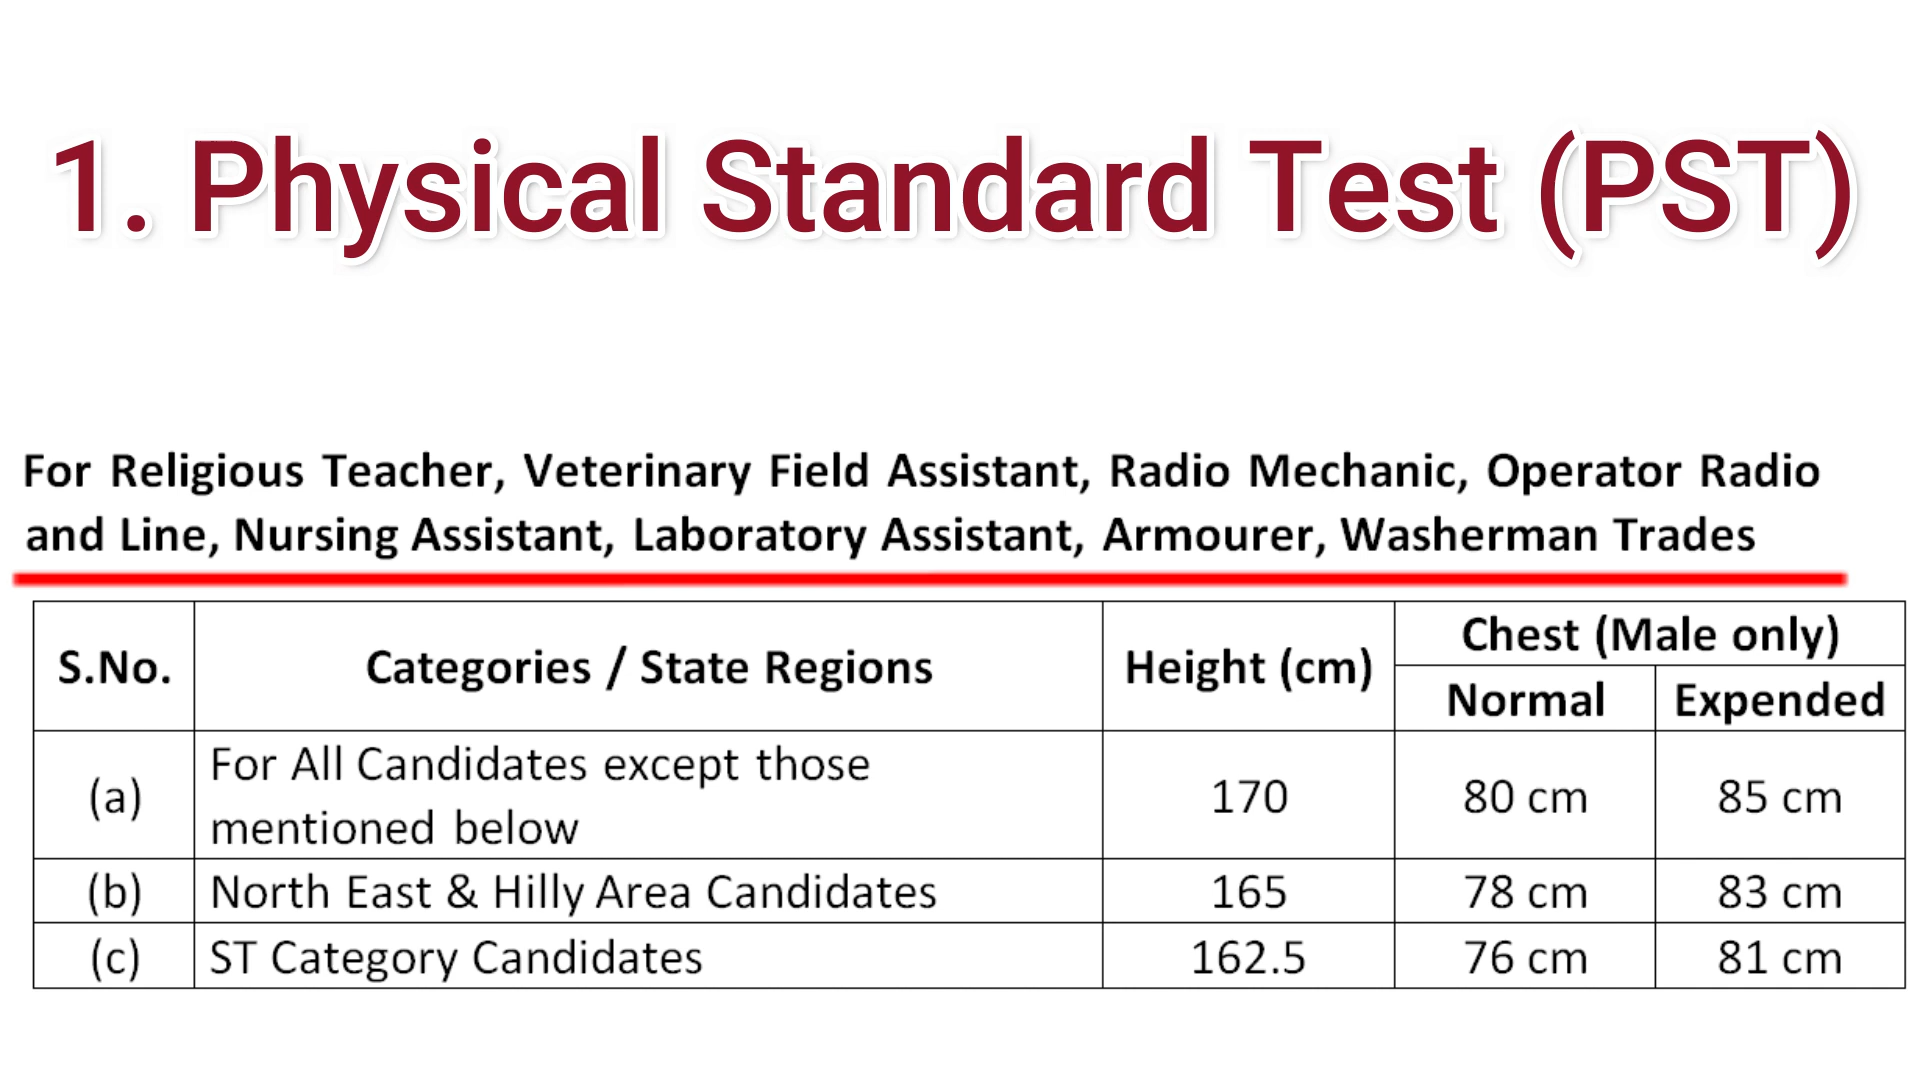 1. Physical Standard Test (PST)
For Religious Teacher, Veterinary Field Assistant, Radio Mechanic, Operator Radio
and Line, Nursing Assistant, Laboratory Assistant, Armourer, Washerman Trades
S.No. Categories / State Regions Height (cm) Chest (Male only)
Normal Expended
(a) For All Candidates except those
mentioned below 170 80 cm 85 cm
(b) North East & Hilly Area Candidates 165 78 cm 83 cm
(c) ST Category Candidates 162.5 76 cm 81 cm